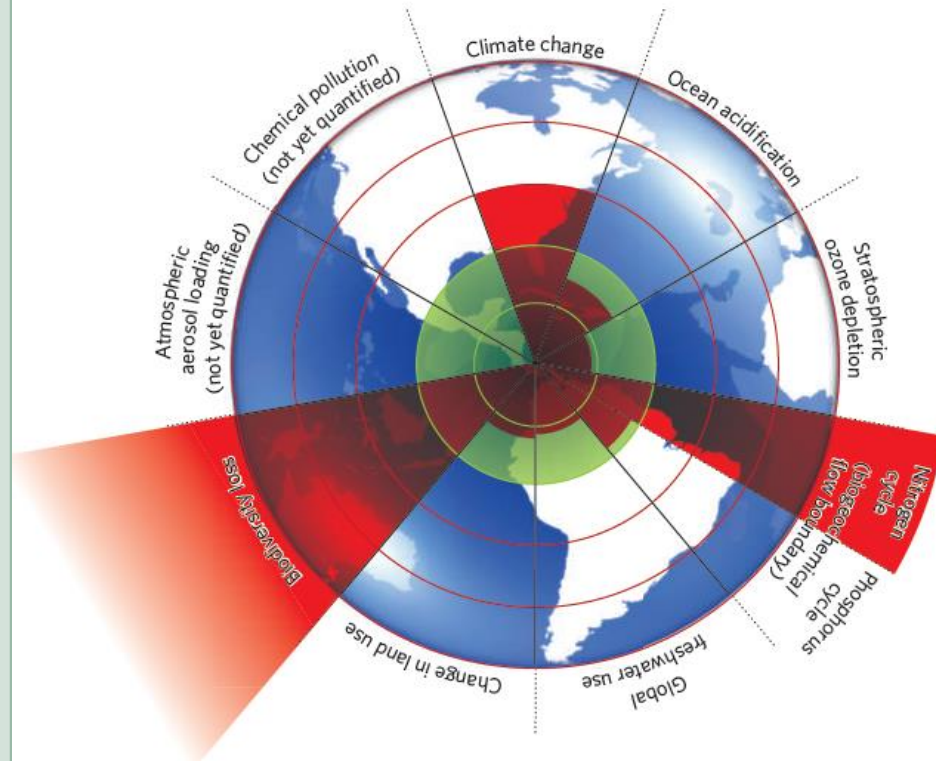 Climate change
Ocean acidification
Stratospheric
ozone depletion
Nitrogen
cycle
(biogeochemical
flow boundary)
Phosphorus
cycle
Global
freshwater use
Change in land use
Biodiversity loss
Atmospheric
aerosol loading
(not yet quantified)
Chemical pollution
(not yet quantified)